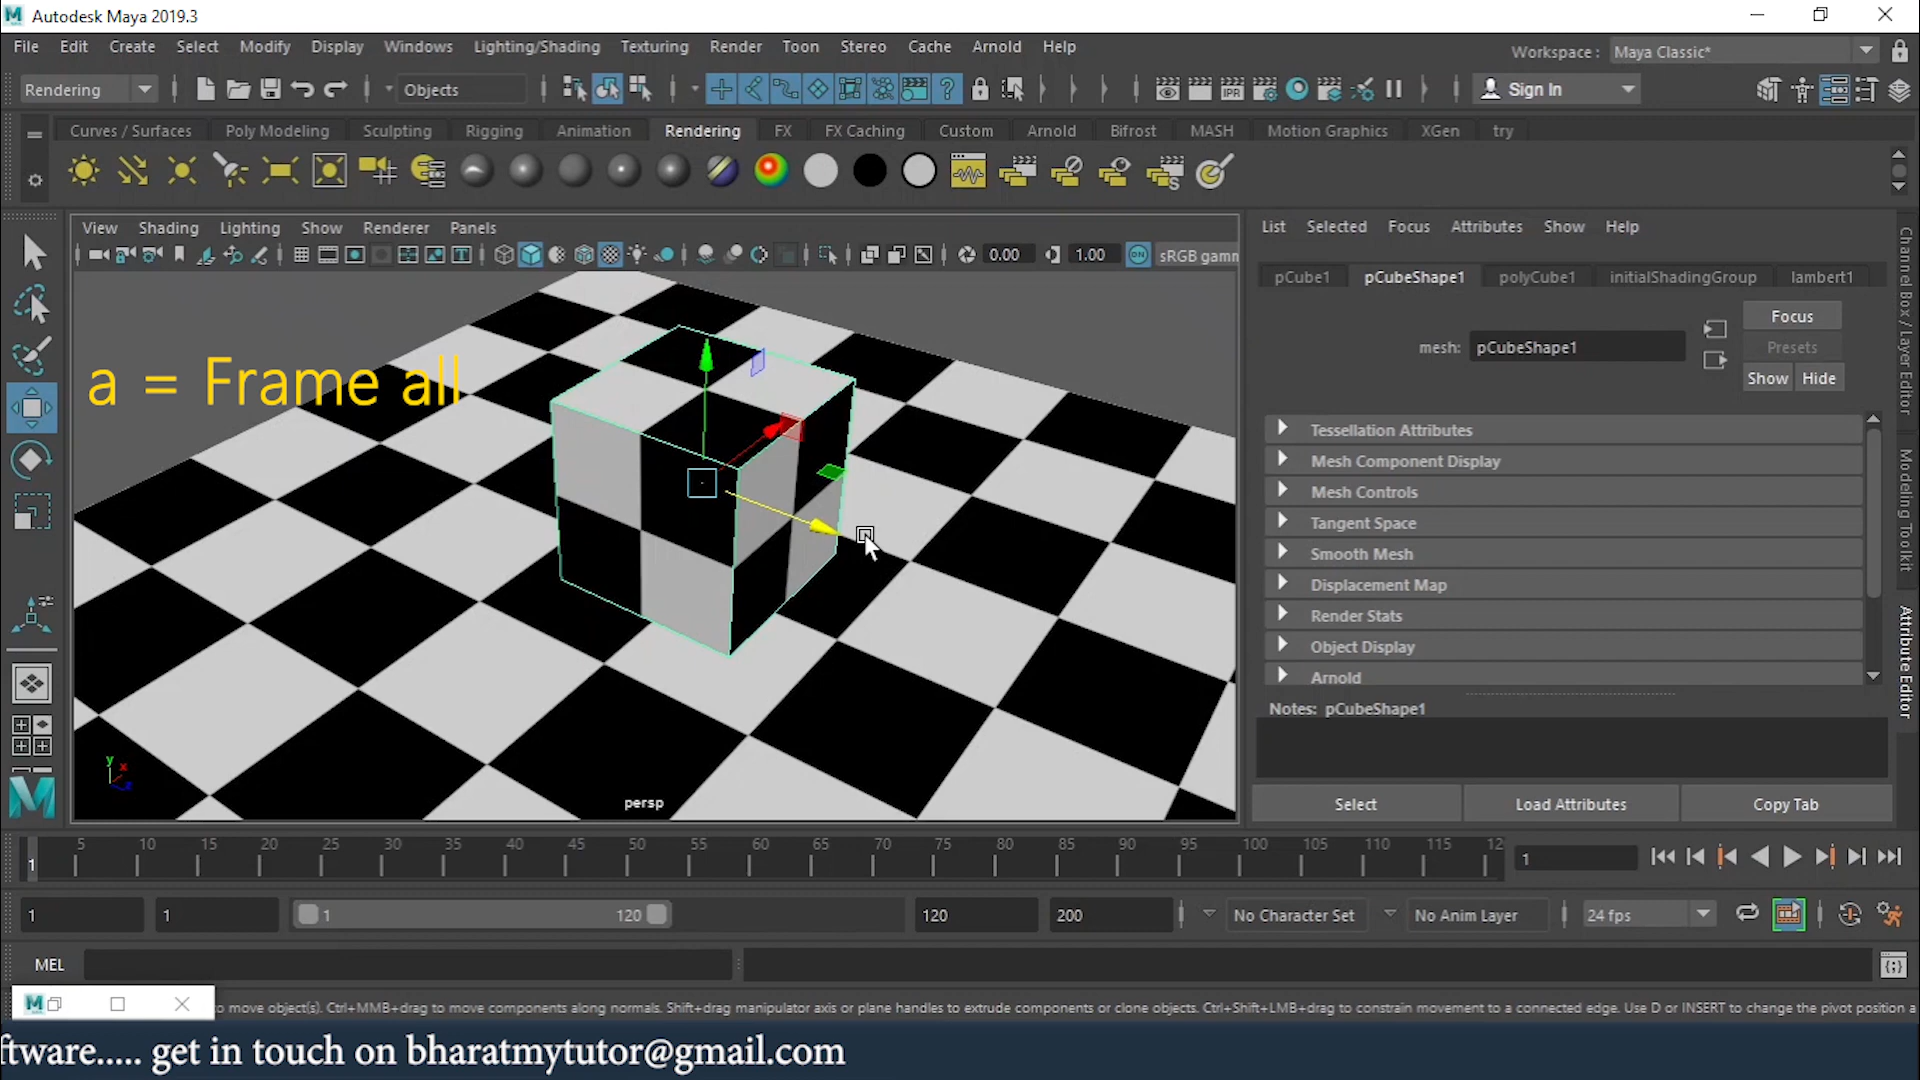 Autodesk Maya 2019.3
File Edit Create Select Modify Display Windows Lighting/Shading Texturing Render Toon Stereo Cache Arnold Help
Workspace : Maya Classic*
Rendering
Objects
IPR
Sign In
Curves / Surfaces Poly Modeling Sculpting Rigging Animation Rendering FX FX Caching Custom Arnold Bifrost MASH Motion Graphics XGen try
View Shading Lighting Show Renderer Panels
0.00 1.00 ON sRGB gamm
a = Frame all
y x
persp
List Selected Focus Attributes Show Help
pCube1 pCubeShape1 polyCube1 initialShadingGroup lambert1
mesh: pCubeShape1
Focus
Presets
Show Hide
Tessellation Attributes
Mesh Component Display
Mesh Controls
Tangent Space
Smooth Mesh
Displacement Map
Render Stats
Object Display
Arnold
Notes: pCubeShape1
Select Load Attributes Copy Tab
Channel Box / Layer Editor
Modeling Toolkit
Attribute Editor
1 5 10 15 20 25 30 35 40 45 50 55 60 65 70 75 80 85 90 95 100 105 110 115 12
1
1 1 1 120 120 200 No Character Set No Anim Layer 24 fps
MEL
to move object(s). Ctrl+MMB+drag to move components along normals. Shift+drag manipulator axis or plane handles to extrude components or clone objects. Ctrl+Shift+LMB+drag to constrain movement to a connected edge. Use D or INSERT to change the pivot position a
ftware..... get in touch on bharatmytutor@gmail.com